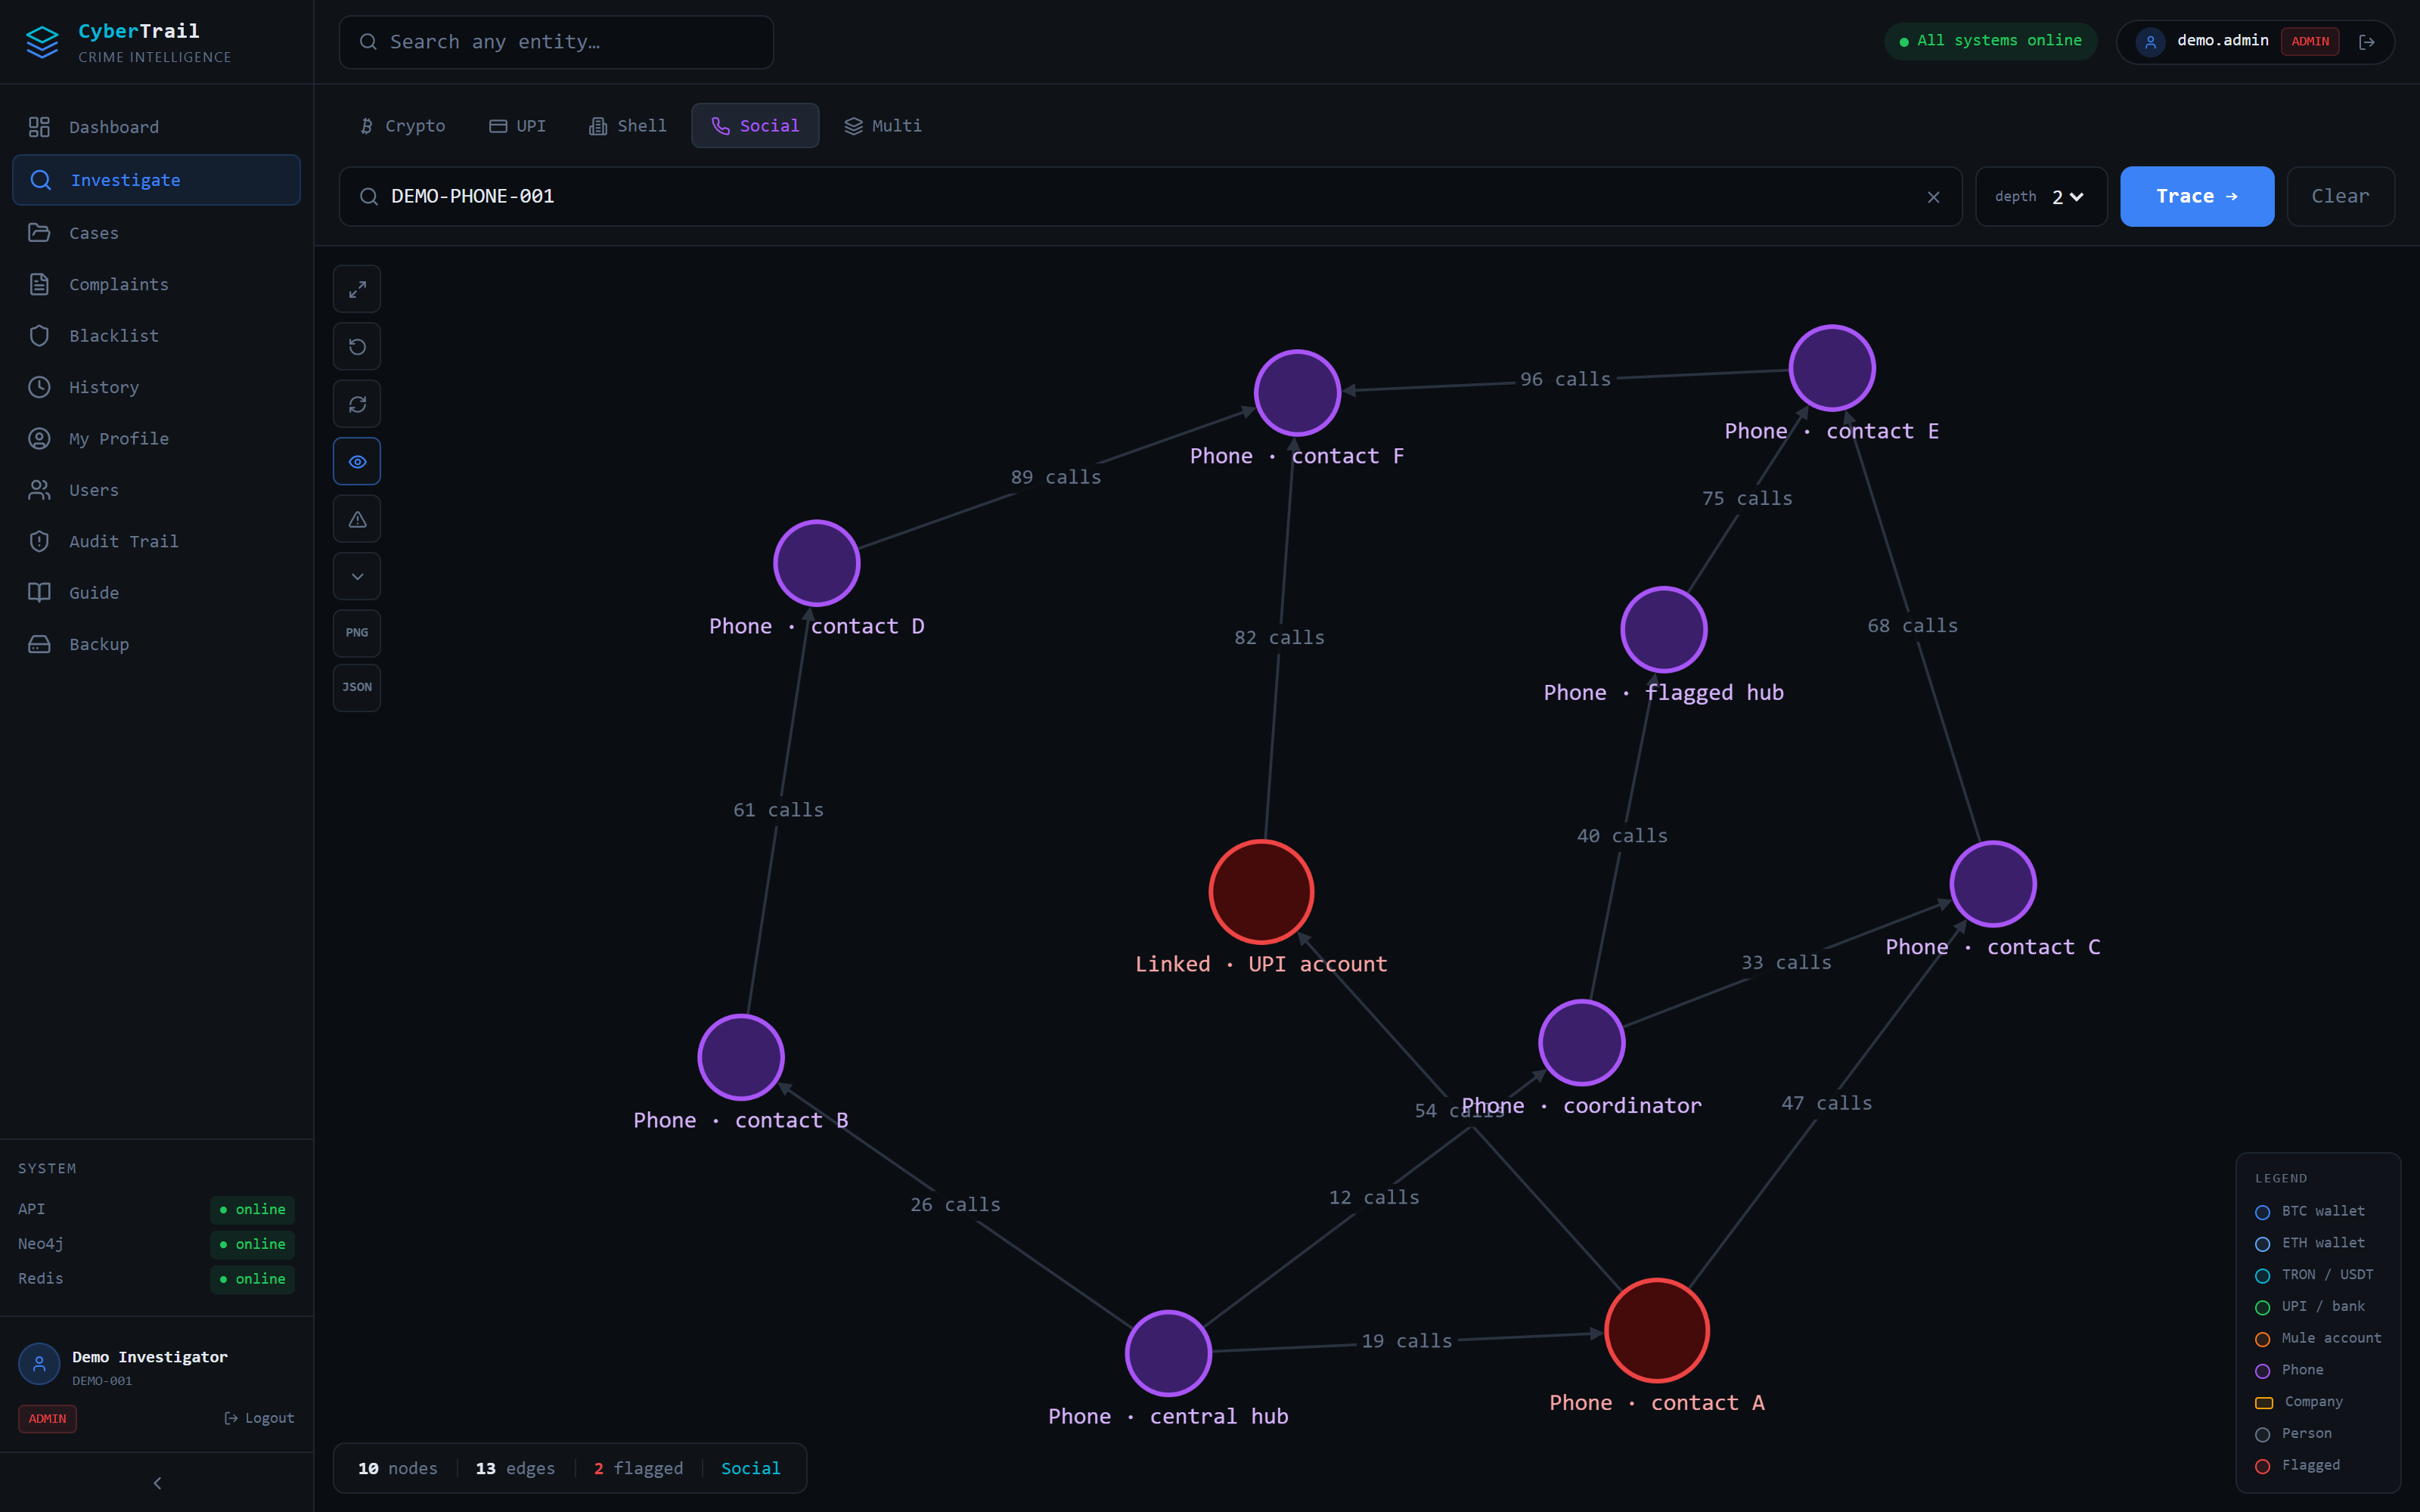 CyberTrail
CRIME INTELLIGENCE
Search any entity…
All systems online
demo.admin
ADMIN
Dashboard
Investigate
Cases
Complaints
Blacklist
History
My Profile
Users
Audit Trail
Guide
Backup
SYSTEM
API online
Neo4j online
Redis online
Demo Investigator
DEMO-001
ADMIN
Logout
Crypto
UPI
Shell
Social
Multi
DEMO-PHONE-001
depth 2
Trace →
Clear
PNG
JSON
96 calls
Phone · contact E
Phone · contact F
89 calls
75 calls
Phone · contact D
82 calls
68 calls
Phone · flagged hub
61 calls
40 calls
Phone · contact C
33 calls
Linked · UPI account
47 calls
Phone · coordinator
54 calls
Phone · contact B
12 calls
26 calls
19 calls
Phone · contact A
Phone · central hub
10 nodes
13 edges
2 flagged
Social
LEGEND
BTC wallet
ETH wallet
TRON / USDT
UPI / bank
Mule account
Phone
Company
Person
Flagged